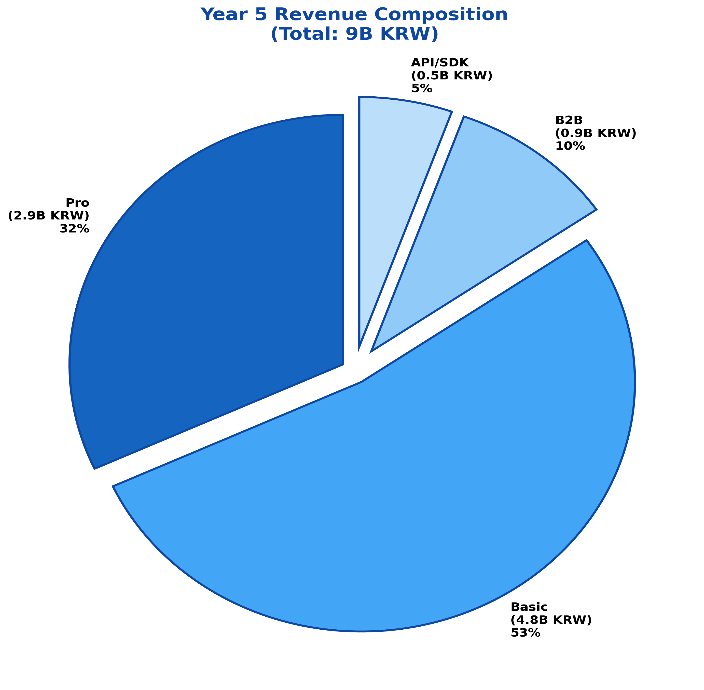 Year 5 Revenue Composition
(Total: 9B KRW)
API/SDK
(0.5B KRW)
5%
B2B
(0.9B KRW)
10%
Pro
(2.9B KRW)
32%
Basic
(4.8B KRW)
53%